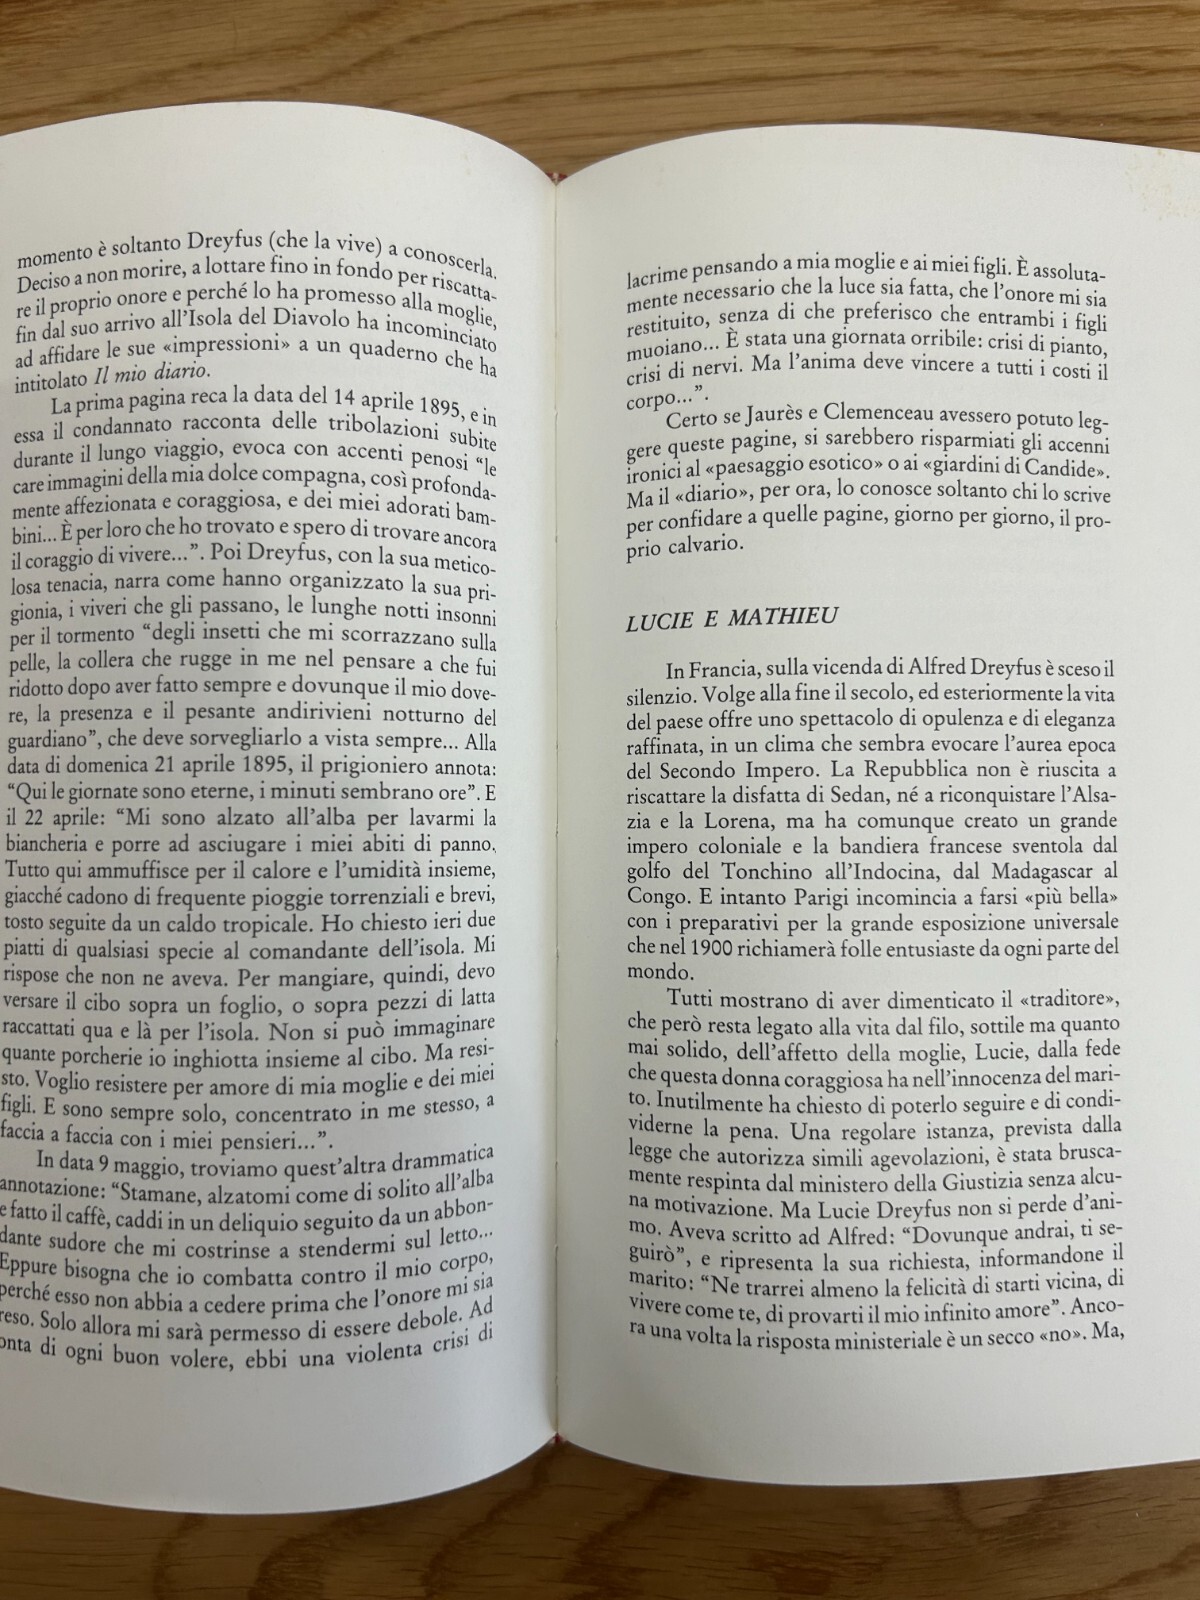 momento è soltanto Dreyfus (che la vive) a conoscerla.
Deciso a non morire, a lottare fino in fondo per riscatta-
re il proprio onore e perché lo ha promesso alla moglie,
fin dal suo arrivo all'Isola del Diavolo ha incominciato
ad affidare le sue «impressioni» a un quaderno che ha
intitolato Il mio diario.
La prima pagina reca la data del 14 aprile 1895, e in
essa il condannato racconta delle tribolazioni subite
durante il lungo viaggio, evoca con accenti penosi “le
care immagini della mia dolce compagna, così profonda-
mente affezionata e coraggiosa, e dei miei adorati bam-
bini... È per loro che ho trovato e spero di trovare ancora
il coraggio di vivere...”. Poi Dreyfus, con la sua metico-
losa tenacia, narra come hanno organizzato la sua pri-
gionia, i viveri che gli passano, le lunghe notti insonni
per il tormento “degli insetti che mi scorrazzano sulla
pelle, la collera che rugge in me nel pensare a che fui
ridotto dopo aver fatto sempre e dovunque il mio dove-
re, la presenza e il pesante andirivieni notturno del
guardiano”, che deve sorvegliarlo a vista sempre... Alla
data di domenica 21 aprile 1895, il prigioniero annota:
“Qui le giornate sono eterne, i minuti sembrano ore”. E
il 22 aprile: “Mi sono alzato all'alba per lavarmi la
biancheria e porre ad asciugare i miei abiti di panno.
Tutto qui ammuffisce per il calore e l'umidità insieme,
giacché cadono di frequente pioggie torrenziali e brevi,
tosto seguite da un caldo tropicale. Ho chiesto ieri due
piatti di qualsiasi specie al comandante dell'isola. Mi
rispose che non ne aveva. Per mangiare, quindi, devo
versare il cibo sopra un foglio, o sopra pezzi di latta
raccattati qua e là per l'isola. Non si può immaginare
quante porcherie io inghiotta insieme al cibo. Ma resi-
sto. Voglio resistere per amore di mia moglie e dei miei
figli. E sono sempre solo, concentrato in me stesso, a
faccia a faccia con i miei pensieri...”.
In data 9 maggio, troviamo quest'altra drammatica
annotazione: “Stamane, alzatomi come di solito all'alba
e fatto il caffè, caddi in un deliquio seguito da un abbon-
dante sudore che mi costrinse a stendermi sul letto...
Eppure bisogna che io combatta contro il mio corpo,
perché esso non abbia a cedere prima che l'onore mi sia
reso. Solo allora mi sarà permesso di essere debole. Ad
onta di ogni buon volere, ebbi una violenta crisi di
lacrime pensando a mia moglie e ai miei figli. È assoluta-
mente necessario che la luce sia fatta, che l'onore mi sia
restituito, senza di che preferisco che entrambi i figli
muoiano... È stata una giornata orribile: crisi di pianto,
crisi di nervi. Ma l'anima deve vincere a tutti i costi il
corpo...”.
Certo se Jaurès e Clemenceau avessero potuto leg-
gere queste pagine, si sarebbero risparmiati gli accenni
ironici al «paesaggio esotico» o ai «giardini di Candide».
Ma il «diario», per ora, lo conosce soltanto chi lo scrive
per confidare a quelle pagine, giorno per giorno, il pro-
prio calvario.
LUCIE E MATHIEU
In Francia, sulla vicenda di Alfred Dreyfus è sceso il
silenzio. Volge alla fine il secolo, ed esteriormente la vita
del paese offre uno spettacolo di opulenza e di eleganza
raffinata, in un clima che sembra evocare l'aurea epoca
del Secondo Impero. La Repubblica non è riuscita a
riscattare la disfatta di Sedan, né a riconquistare l'Alsa-
zia e la Lorena, ma ha comunque creato un grande
impero coloniale e la bandiera francese sventola dal
golfo del Tonchino all'Indocina, dal Madagascar al
Congo. E intanto Parigi incomincia a farsi «più bella»
con i preparativi per la grande esposizione universale
che nel 1900 richiamerà folle entusiaste da ogni parte del
mondo.
Tutti mostrano di aver dimenticato il «traditore»,
che però resta legato alla vita dal filo, sottile ma quanto
mai solido, dell'affetto della moglie, Lucie, dalla fede
che questa donna coraggiosa ha nell'innocenza del mari-
to. Inutilmente ha chiesto di poterlo seguire e di condi-
viderne la pena. Una regolare istanza, prevista dalla
legge che autorizza simili agevolazioni, è stata brusca-
mente respinta dal ministero della Giustizia senza alcu-
na motivazione. Ma Lucie Dreyfus non si perde d'ani-
mo. Aveva scritto ad Alfred: “Dovunque andrai, ti se-
guirò”, e ripresenta la sua richiesta, informandone il
marito: “Ne trarrei almeno la felicità di starti vicina, di
vivere come te, di provarti il mio infinito amore”. Anco-
ra una volta la risposta ministeriale è un secco «no». Ma,